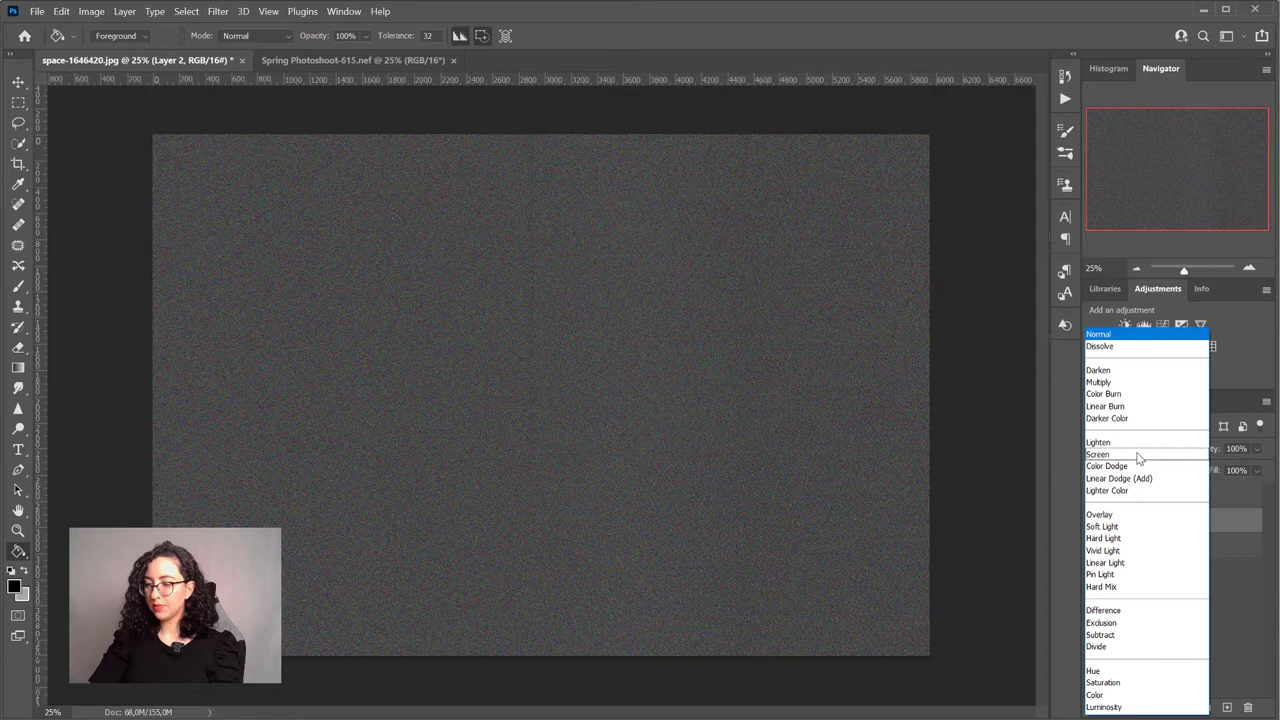 Ps File Edit Image Layer Type Select Filter 3D View Plugins Window Help
Foreground Mode: Normal Opacity: 100% Tolerance: 32
space-1646420.jpg @ 25% (Layer 2, RGB/16#) * × Spring Photoshoot-615.nef @ 25% (RGB/16*) ×
Histogram Navigator
25%
Libraries Adjustments Info
Add an adjustment
Normal
Dissolve
Darken
Multiply
Color Burn
Linear Burn
Darker Color
Lighten
Screen
Color Dodge
Linear Dodge (Add)
Lighter Color
Overlay
Soft Light
Hard Light
Vivid Light
Linear Light
Pin Light
Hard Mix
Difference
Exclusion
Subtract
Divide
Hue
Saturation
Color
Luminosity
100%
Fill: 100%
25% Doc: 68,0M/155,0M